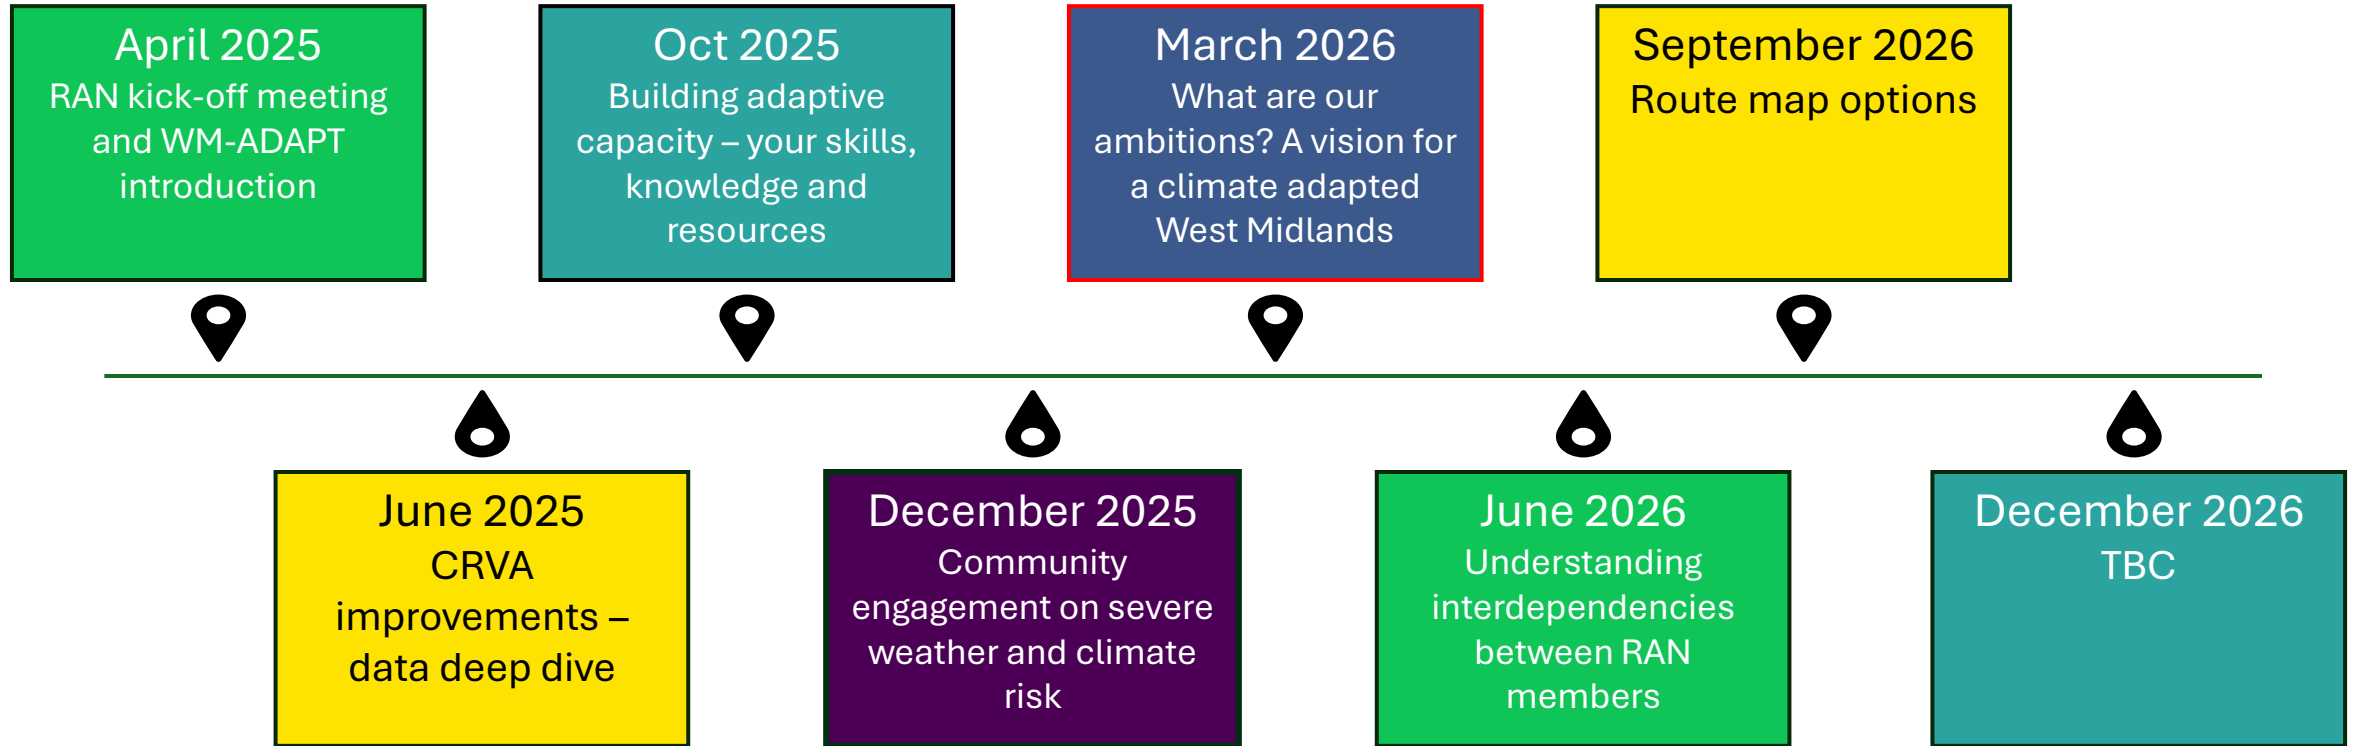 April 2025
RAN kick-off meeting
and WM-ADAPT
introduction
Oct 2025
Building adaptive
capacity – your skills,
knowledge and
resources
March 2026
What are our
ambitions? A vision for
a climate adapted
West Midlands
September 2026
Route map options
June 2025
CRVA
improvements –
data deep dive
December 2025
Community
engagement on severe
weather and climate
risk
June 2026
Understanding
interdependencies
between RAN
members
December 2026
TBC